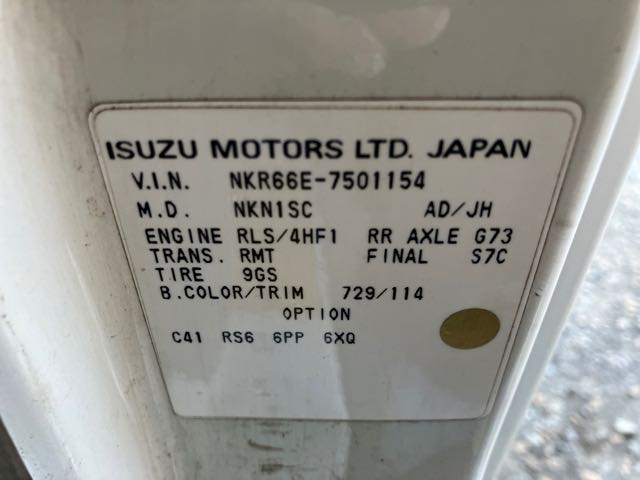 ISUZU MOTORS LTD. JAPAN
V.I.N. NKR66E-7501154
M.D. NKN1SC AD/JH
ENGINE RLS/4HF1 RR AXLE G73
TRANS. RMT FINAL S7C
TIRE 9GS
B.COLOR/TRIM 729/114
OPTION
C41 RS6 6PP 6XQ